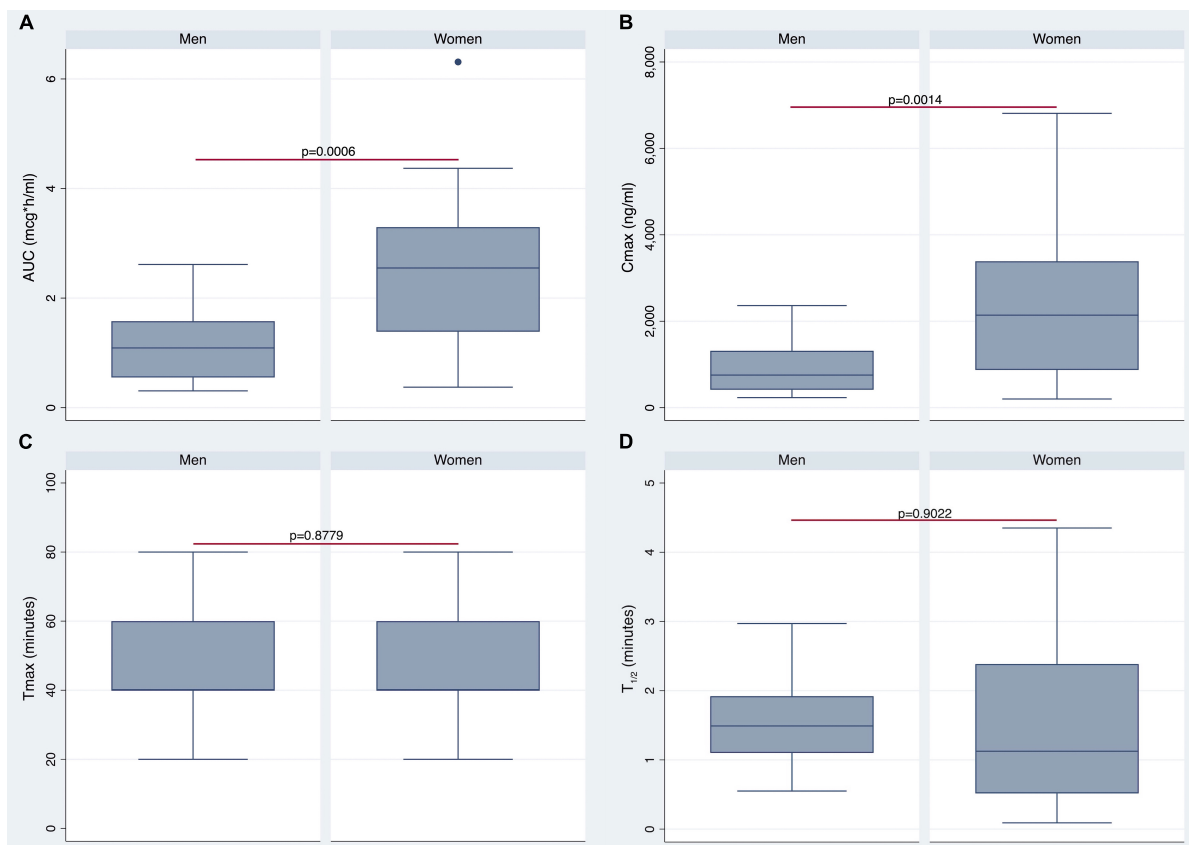 A
Men
Women
AUC (mcg*h/ml)
6
4
2
0
p=0.0006
B
Men
Women
Cmax (ng/ml)
8,000
6,000
4,000
2,000
0
p=0.0014
C
Men
Women
Tmax (minutes)
100
80
60
40
20
0
p=0.8779
D
Men
Women
T1/2 (minutes)
5
4
3
2
1
0
p=0.9022